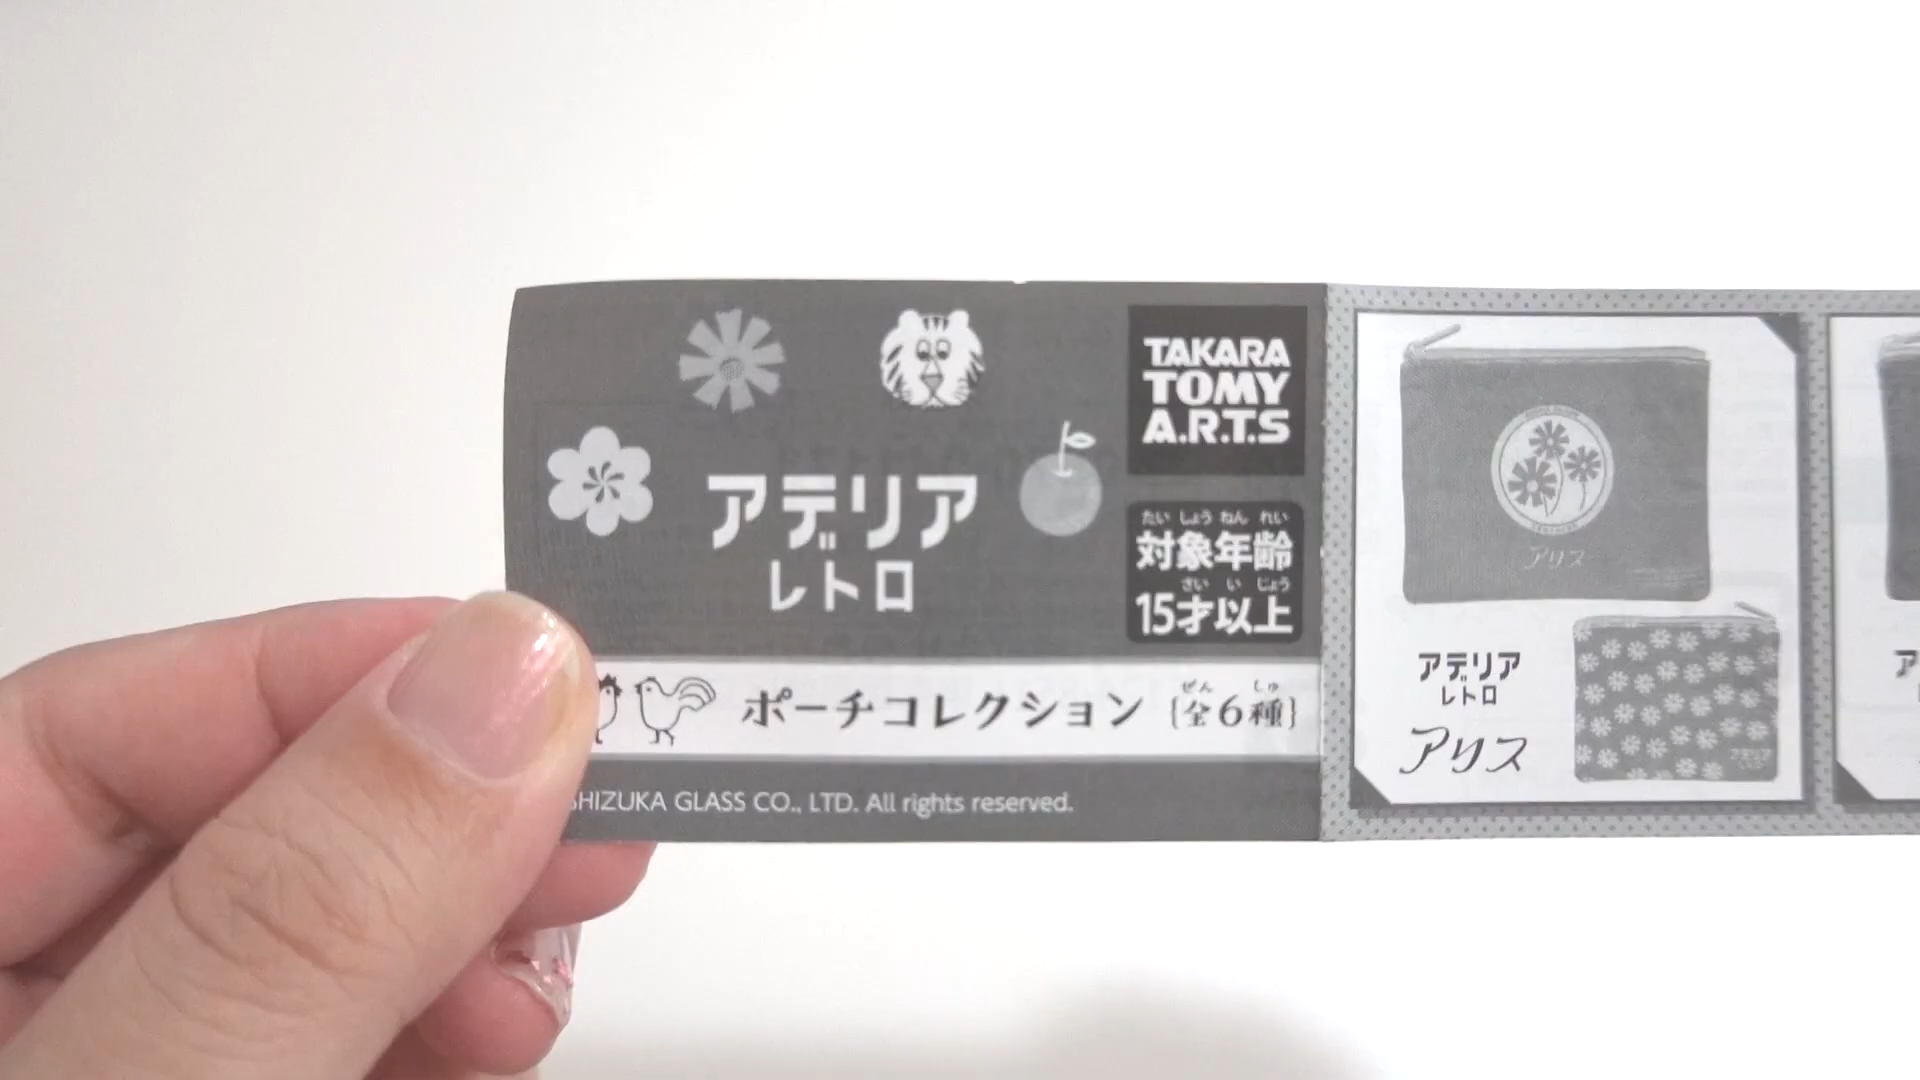 TAKARA
TOMY
A.R.T.S
アデリア
レトロ
たいしょうねんれい
対象年齢
さいいじょう
15才以上
ポーチコレクション
ぜん しゅ
[全6種]
GLASS CO., LTD. All rights reserved.
アリス
アデリア
レトロ
アリス